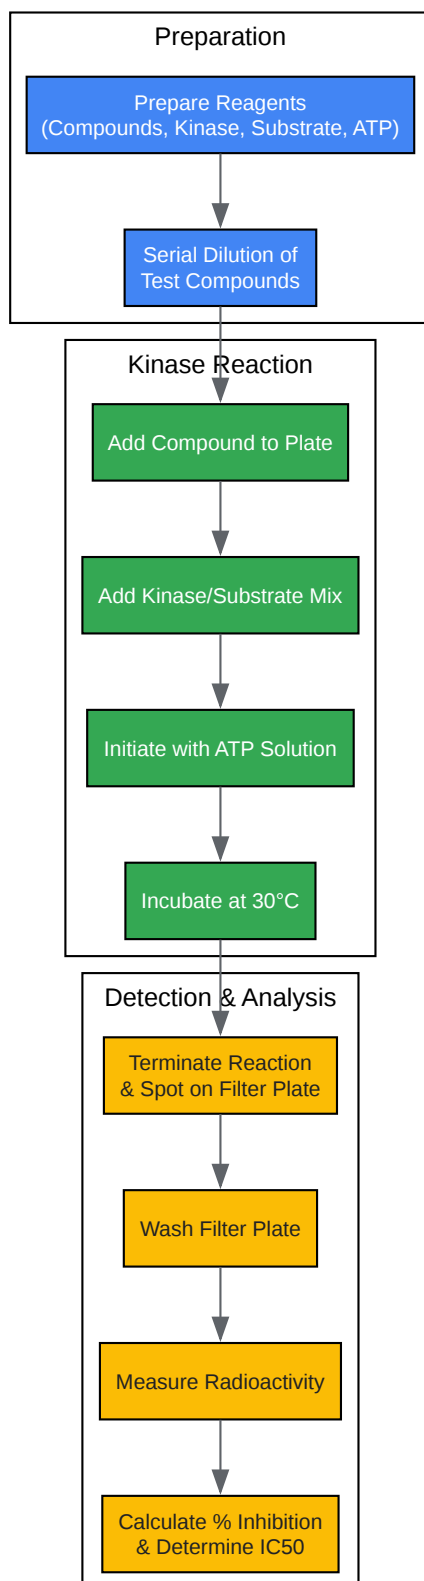 Preparation
Prepare Reagents
(Compounds, Kinase, Substrate, ATP)
Serial Dilution of
Test Compounds
Kinase Reaction
Add Compound to Plate
Add Kinase/Substrate Mix
Initiate with ATP Solution
Incubate at 30°C
Detection & Analysis
Terminate Reaction
& Spot on Filter Plate
Wash Filter Plate
Measure Radioactivity
Calculate % Inhibition
& Determine IC50